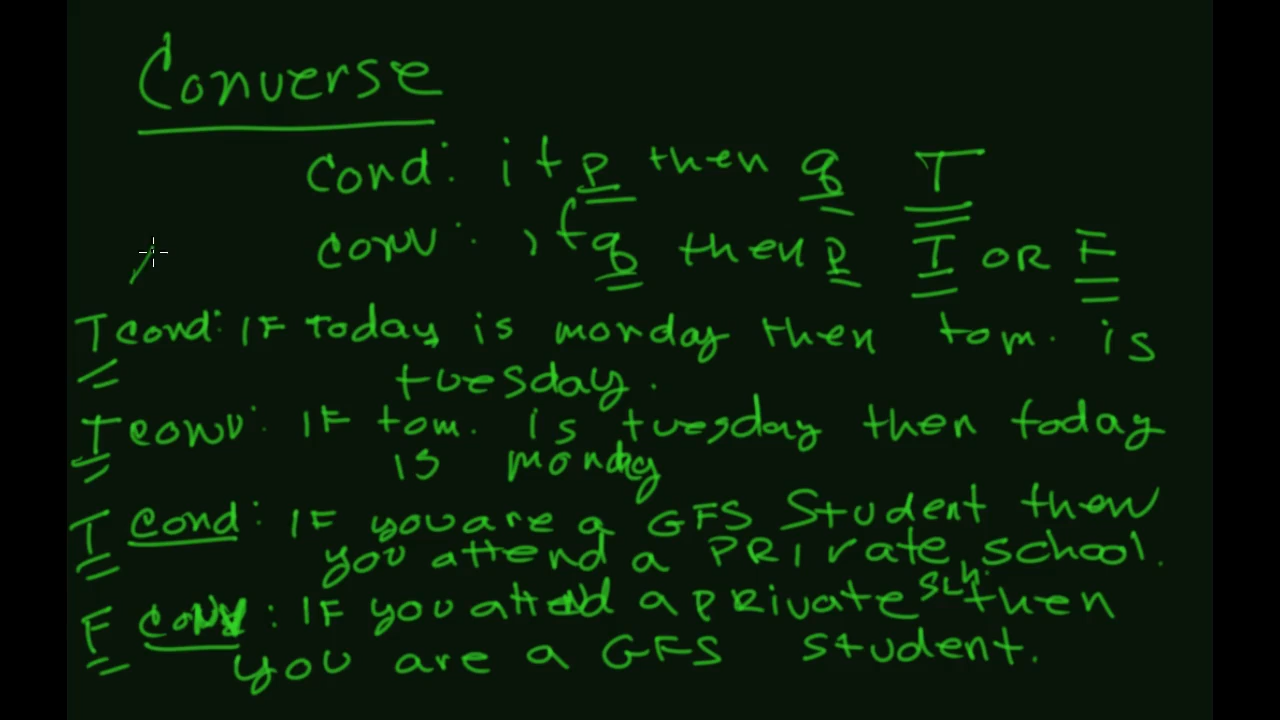 Converse
Cond: if p then q T
conv: if q then p T OR F
T cond: IF today is monday then tom. is
tuesday.
T conv: IF tom. is tuesday then today
is monday
T Cond: IF you are a GFS Student then
you attend a PRIvate school.
F conv: IF you attend a PRivate sch. then
you are a GFS student.